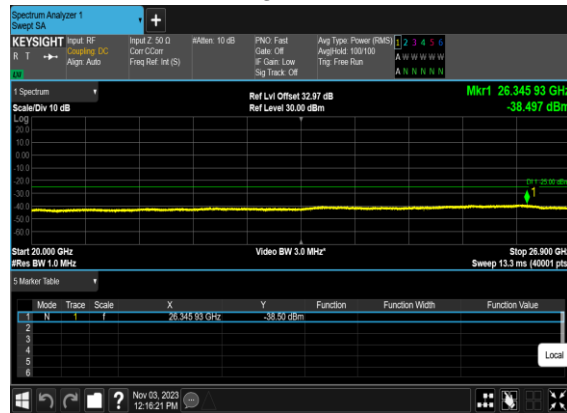 Spectrum Analyzer 1
Swept SA
KEYSIGHT Input: RF Input Z: 50 Ω #Atten: 10 dB PNO: Fast Avg Type: Power (RMS) 1 2 3 4 5 6
R T Coupling: DC Corr CCorr Gate: Off Avg|Hold: 100/100 A W W W W W
Align: Auto Freq Ref: Int (S) IF Gain: Low Trig: Free Run
LW Sig Track: Off A N N N N N
1 Spectrum Ref Lvl Offset 32.97 dB Mkr1 26.345 93 GHz
Scale/Div 10 dB Ref Level 30.00 dBm -38.497 dBm
Log
20.0
10.0
0.00
-10.0
-20.0 DL1 -25.00 dBm
-30.0 1
-40.0
-50.0
-60.0
Start 20.000 GHz Video BW 3.0 MHz* Stop 26.900 GHz
#Res BW 1.0 MHz Sweep 13.3 ms (40001 pts)
5 Marker Table
Mode Trace Scale X Y Function Function Width Function Value
1 N 1 f 26.345 93 GHz -38.50 dBm
2
3
4
5
6
Local
? Nov 03, 2023
12:16:21 PM